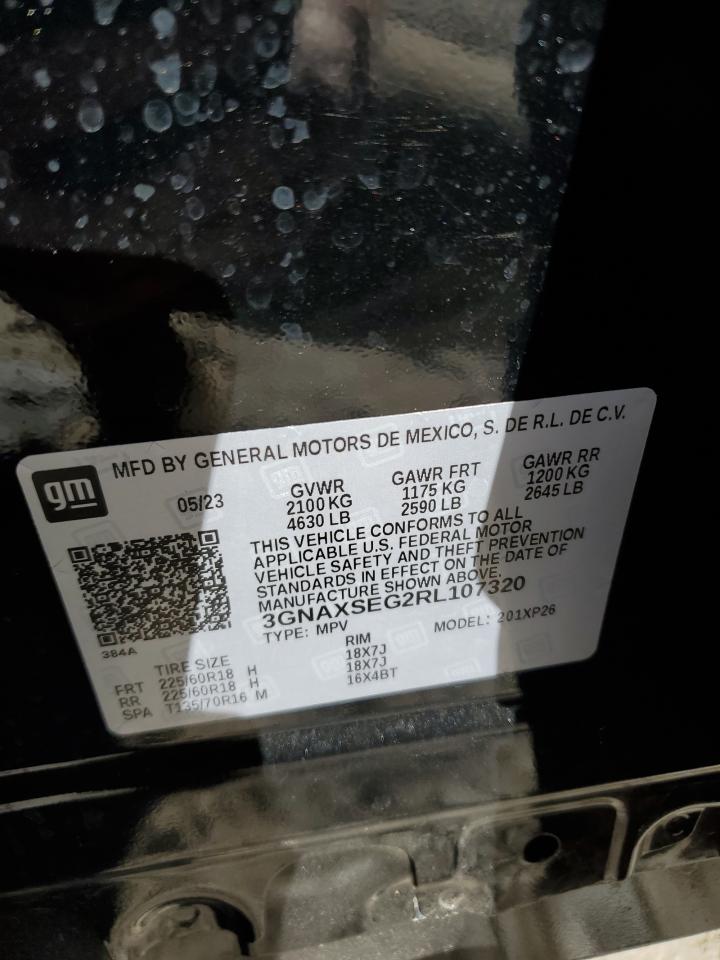 gm
MFD BY GENERAL MOTORS DE MEXICO, S. DE R.L. DE C.V.
05/23 GVWR GAWR FRT GAWR RR
2100 KG 1175 KG 1200 KG
4630 LB 2590 LB 2645 LB
THIS VEHICLE CONFORMS TO ALL
APPLICABLE U.S. FEDERAL MOTOR
VEHICLE SAFETY AND THEFT PREVENTION
STANDARDS IN EFFECT ON THE DATE OF
MANUFACTURE SHOWN ABOVE.
3GNAXSEG2RL107320
TYPE: MPV MODEL: 201XP26
384A
TIRE SIZE RIM
FRT 225/60R18 H 18X7J
RR 225/60R18 H 18X7J
SPA T135/70R16 M 16X4BT